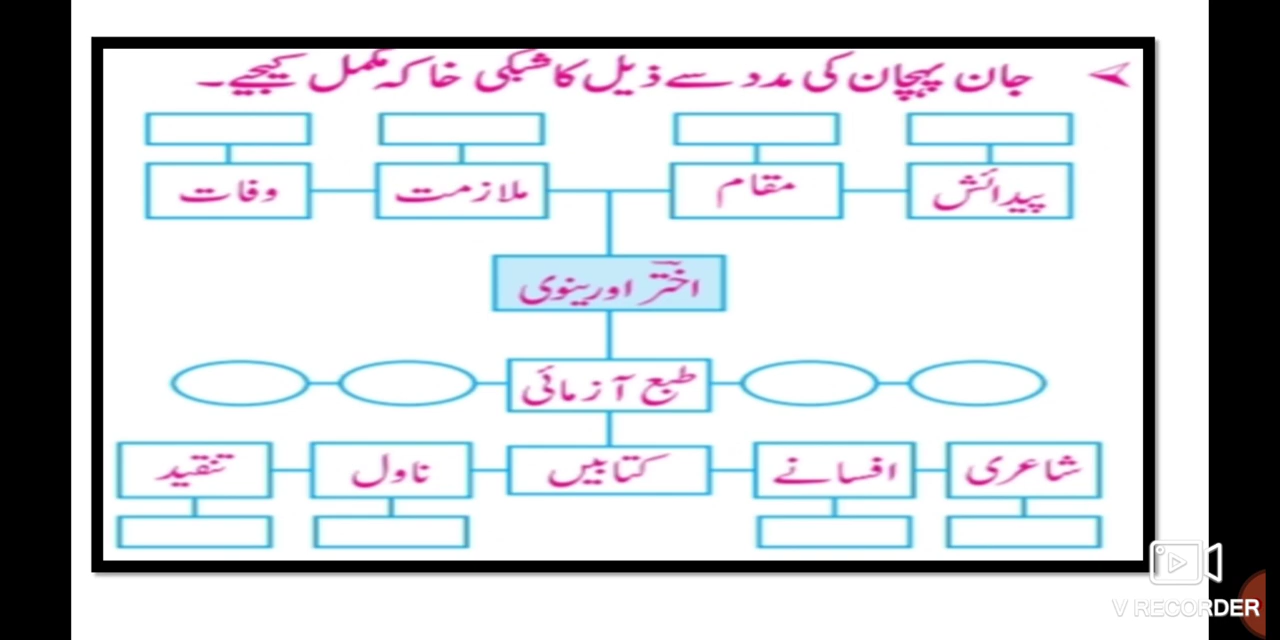 جان پہچان کی مدد سے ذیل کا شبکی خاکہ مکمل کیجیے۔
پیدائش
مقام
ملازمت
وفات
اختر اورینوی
طبع آزمائی
شاعری
افسانے
کتابیں
ناول
تنقید
V RECORDER